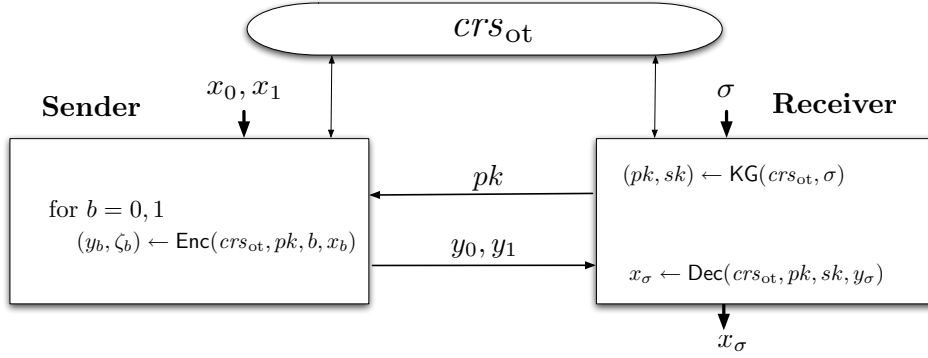 crs_ot
x_0, x_1
σ
Sender
Receiver
(pk, sk) ← KG(crs_ot, σ)
pk
for b = 0, 1
(y_b, ζ_b) ← Enc(crs_ot, pk, b, x_b)
y_0, y_1
x_σ ← Dec(crs_ot, pk, sk, y_σ)
x_σ